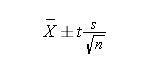 X̄ ± t s/√n